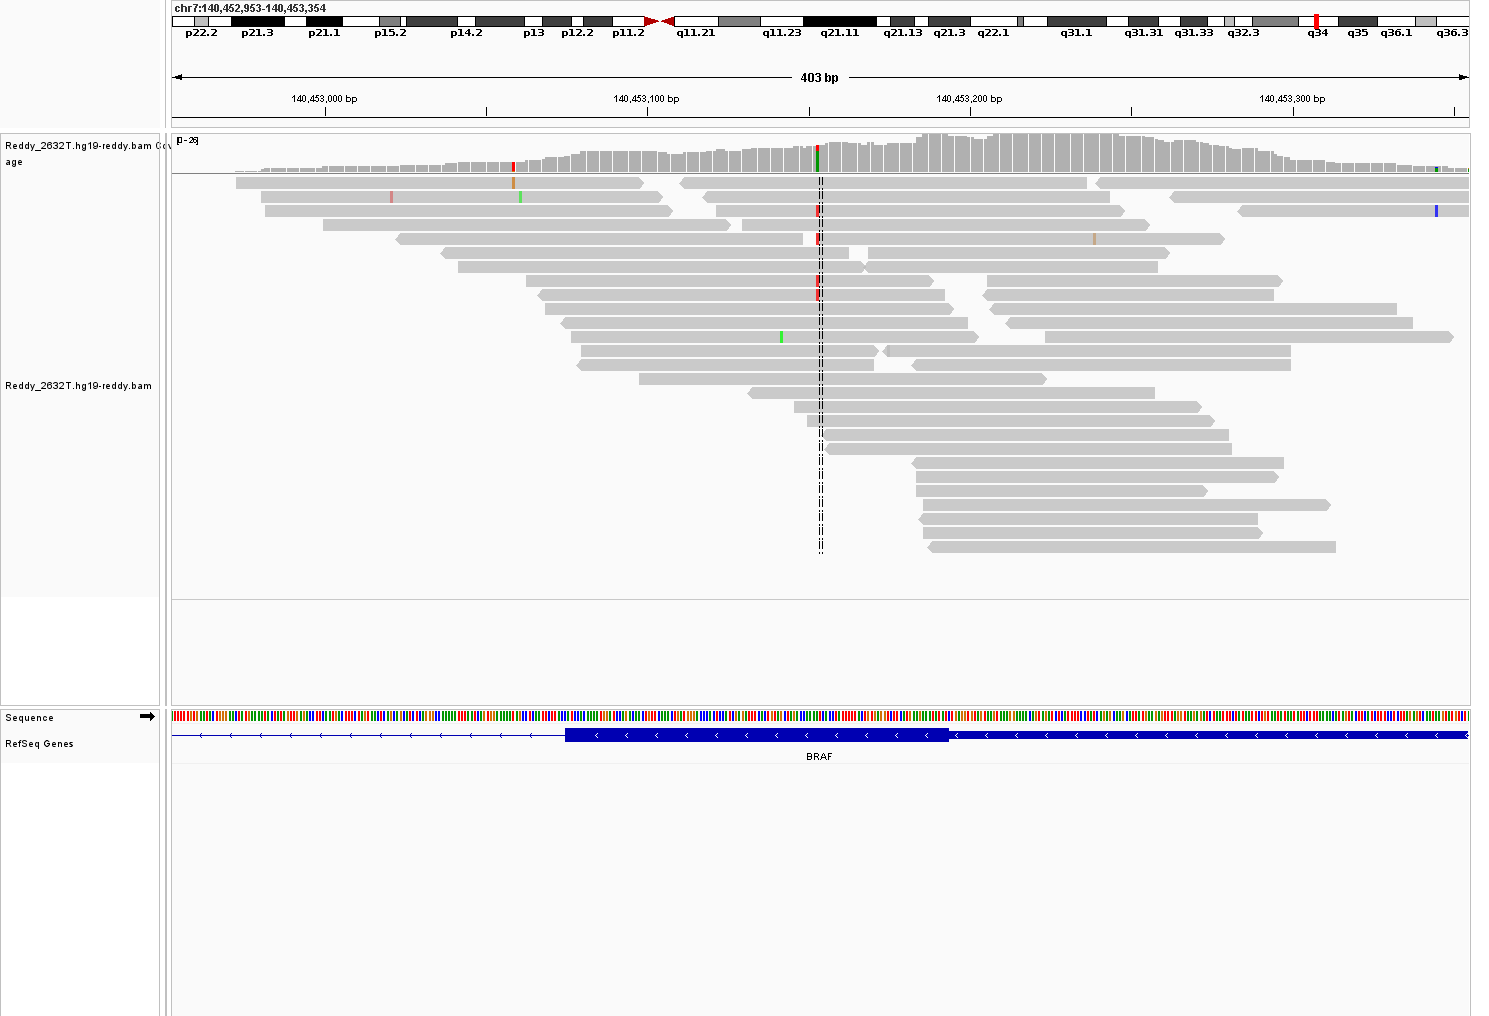 chr7:140,452,953-140,453,354
p22.2 p21.3 p21.1 p15.2 p14.2 p13 p12.2 p11.2 q11.21 q11.23 q21.11 q21.13 q21.3 q22.1 q31.1 q31.31 q31.33 q32.3 q34 q35 q36.1 q36.3
403 bp
140,453,000 bp 140,453,100 bp 140,453,200 bp 140,453,300 bp
[0-26]
Reddy_2632T.hg19-reddy.bam Cov
age
Reddy_2632T.hg19-reddy.bam
Sequence
RefSeq Genes
BRAF